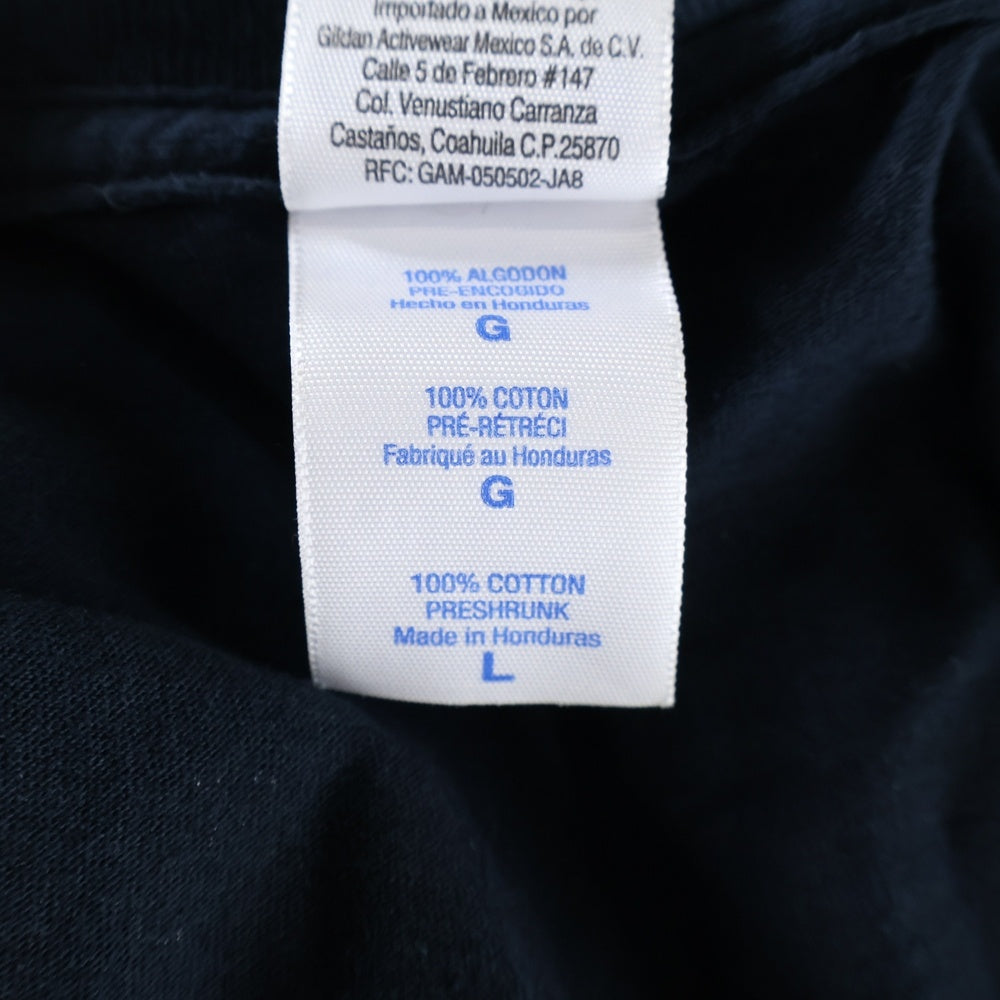 Importado a Mexico por
Gildan Activewear Mexico S.A. de C.V.
Calle 5 de Febrero #147
Col. Venustiano Carranza
Castaños, Coahuila C.P.25870
RFC: GAM-050502-JA8
100% ALGODON
PRE-ENCOGIDO
Hecho en Honduras
G
100% COTON
PRÉ-RÉTRÉCI
Fabriqué au Honduras
G
100% COTTON
PRESHRUNK
Made in Honduras
L